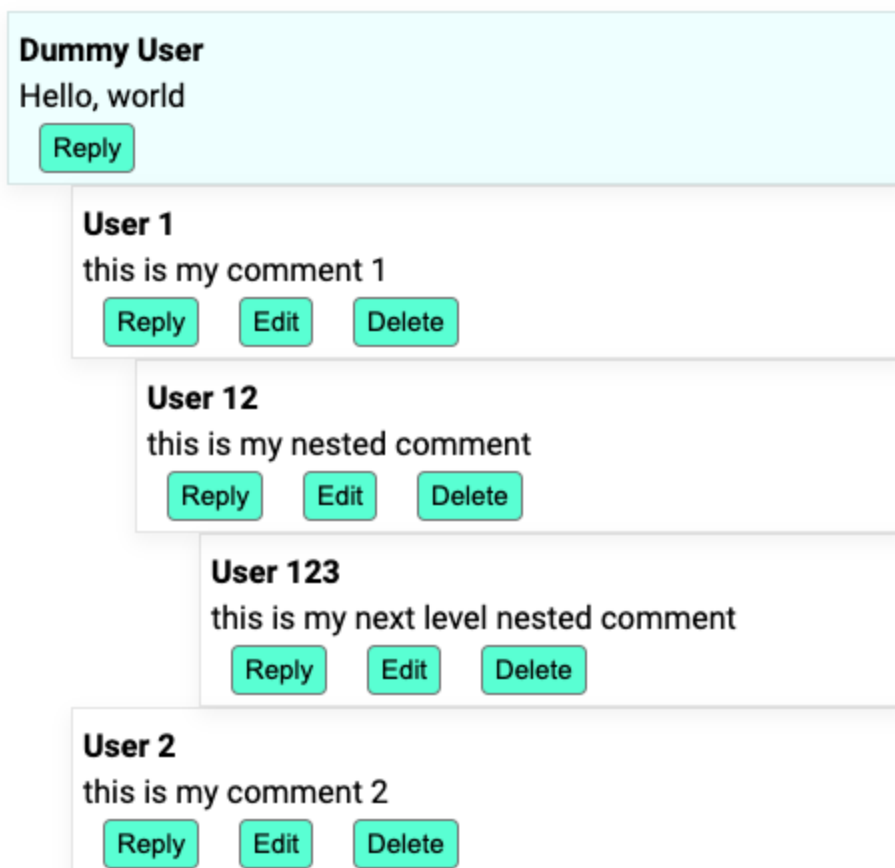 Dummy User
Hello, world
Reply
User 1
this is my comment 1
Reply Edit Delete
User 12
this is my nested comment
Reply Edit Delete
User 123
this is my next level nested comment
Reply Edit Delete
User 2
this is my comment 2
Reply Edit Delete